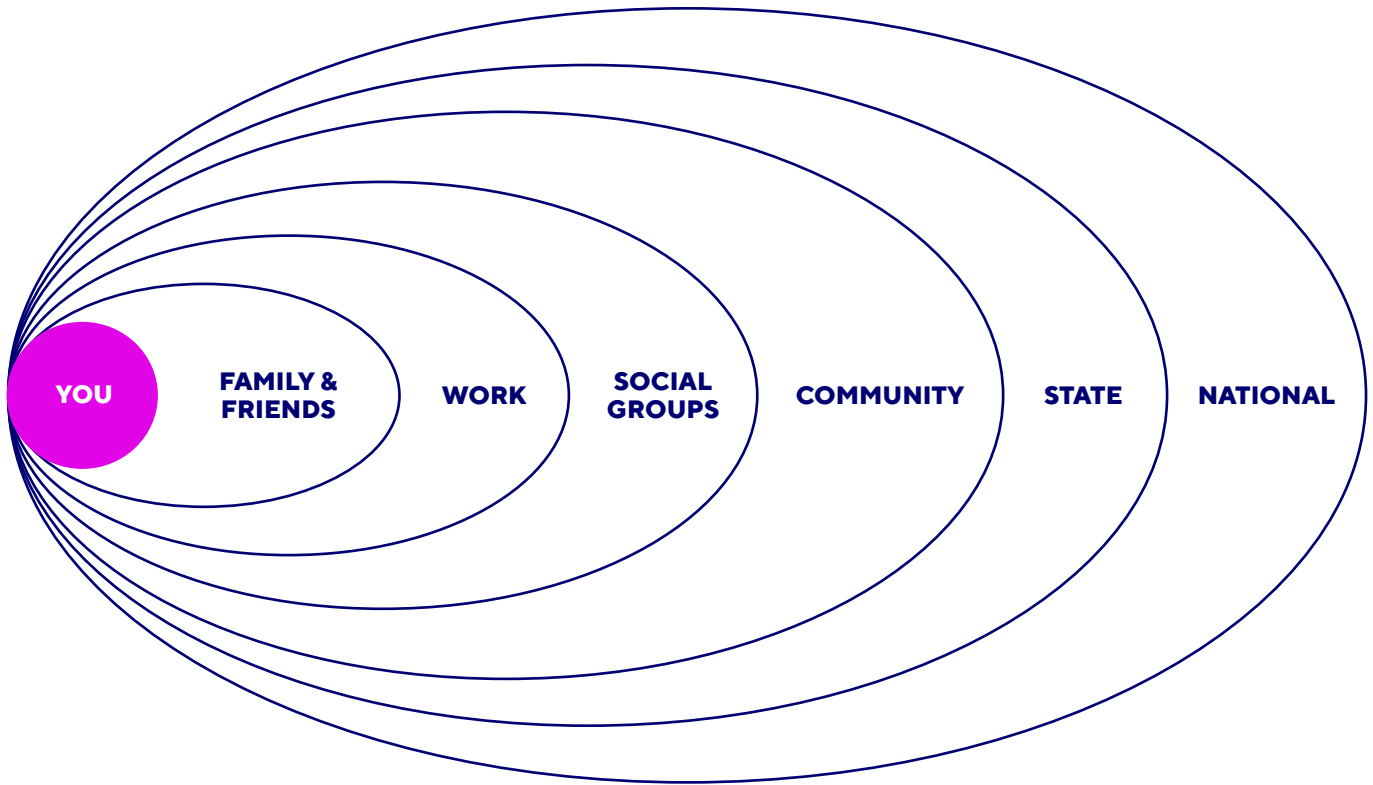 YOU
FAMILY &
FRIENDS
WORK
SOCIAL
GROUPS
COMMUNITY
STATE
NATIONAL